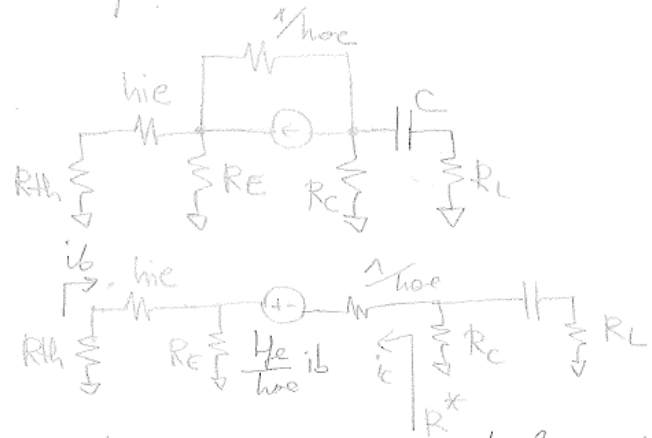 1/hoe
hie
C
Rth
RE
RC
RL
ib
hie
1/hoe
Rth
RE
+-
Hfe/hoe ib
ic
RC
RL
R*